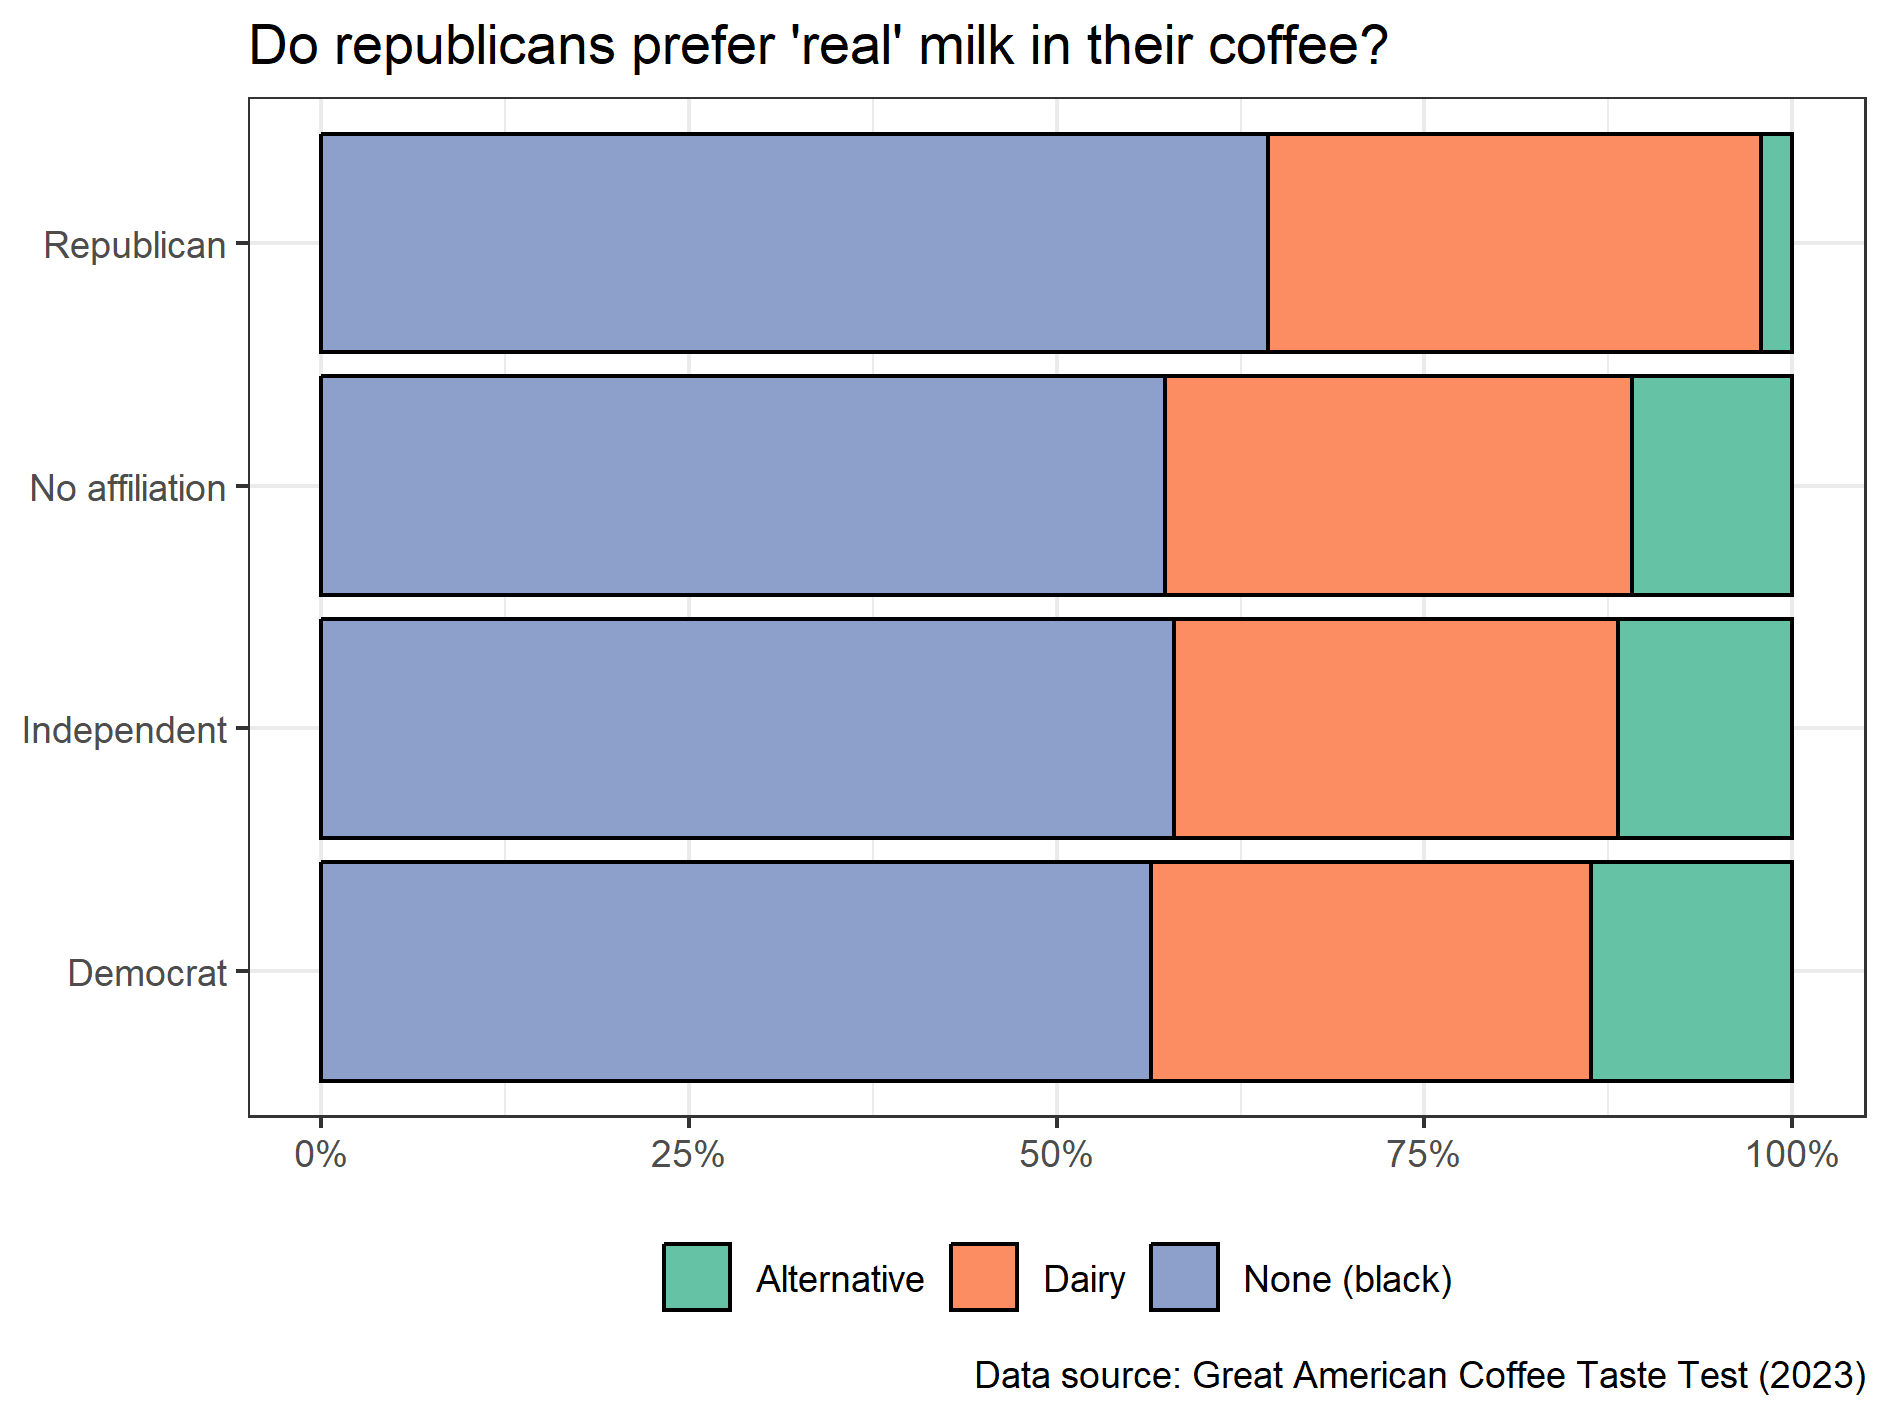 Do republicans prefer 'real' milk in their coffee?
Republican
No affiliation
Independent
Democrat
0% 25% 50% 75% 100%
Alternative Dairy None (black)
Data source: Great American Coffee Taste Test (2023)